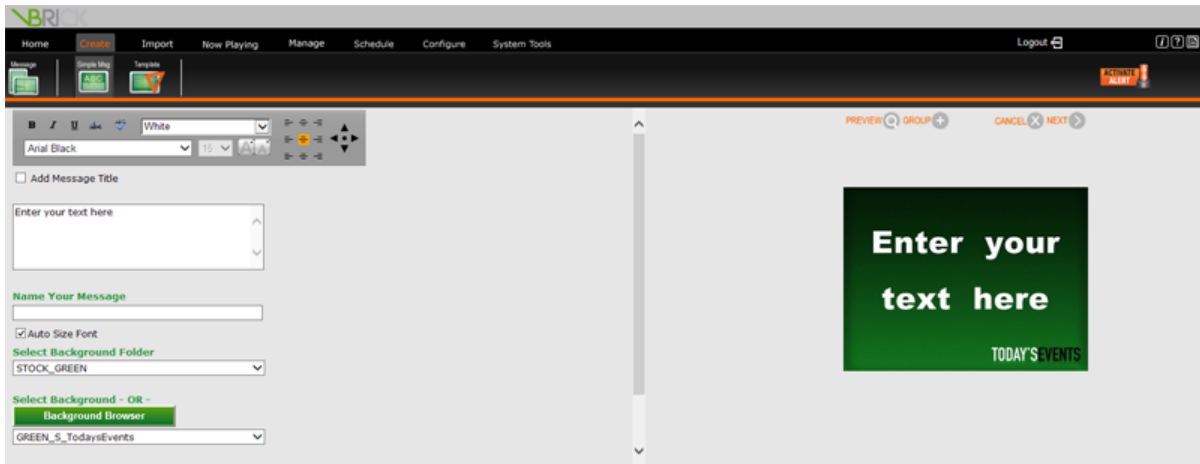 VBRICK
Home Create Import Now Playing Manage Schedule Configure System Tools Logout
Message Simple Msg Template ACTIVATE ALERT
B I U abc White
Arial Black 15 A A
PREVIEW GROUP CANCEL NEXT
Add Message Title
Enter your text here
Name Your Message
Auto Size Font
Select Background Folder
STOCK_GREEN
Select Background - OR -
Background Browser
GREEN_S_TodaysEvents
Enter your
text here
TODAY'S EVENTS